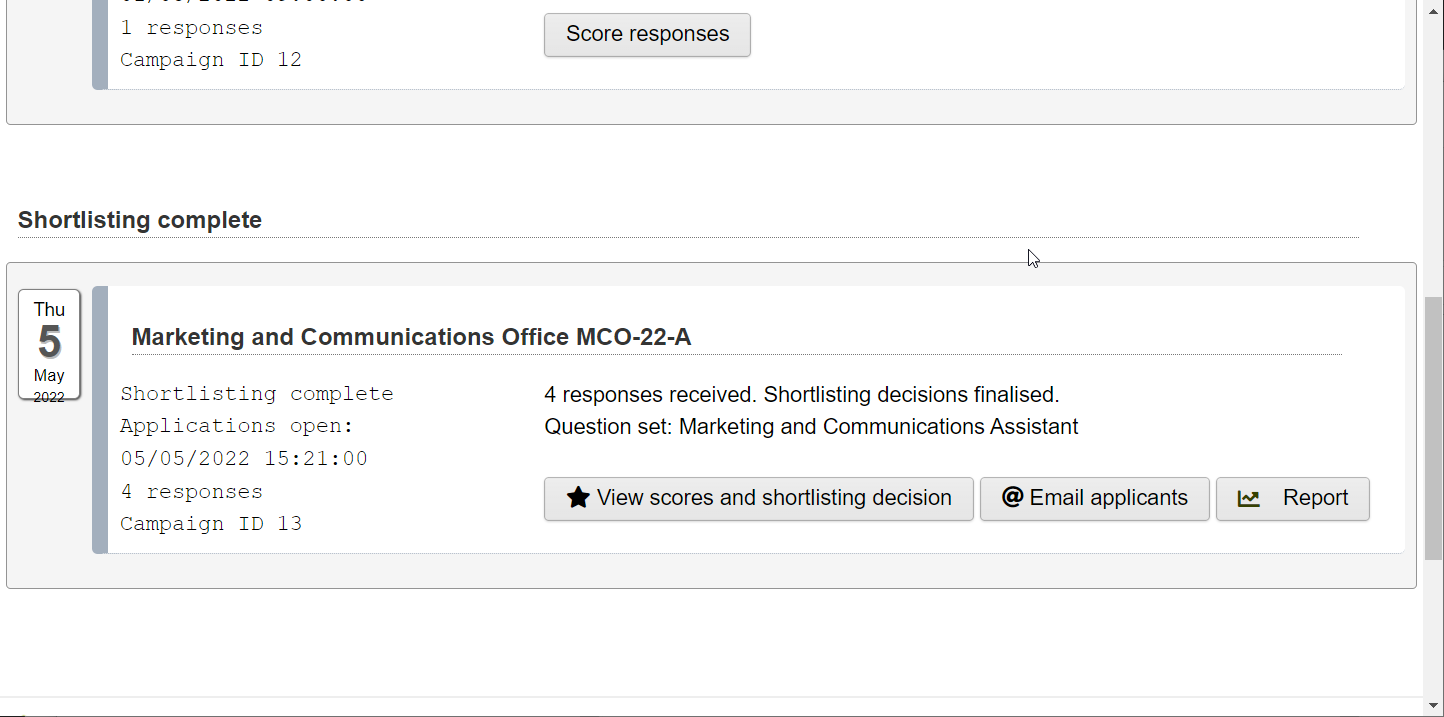 1 responses
Score responses
Campaign ID 12
Shortlisting complete
Thu
5
May
2022
Marketing and Communications Office MCO-22-A
Shortlisting complete
Applications open:
05/05/2022 15:21:00
4 responses
Campaign ID 13
4 responses received. Shortlisting decisions finalised.
Question set: Marketing and Communications Assistant
View scores and shortlisting decision
@ Email applicants
Report